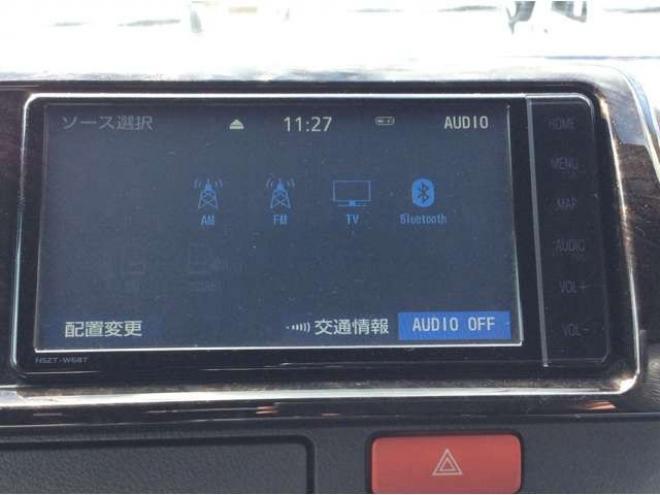 ソース選択 11:27 AUDIO
HOME
MENU
MAP
AUDIO
VOL+
VOL-
AM FM TV Bluetooth
配置変更 交通情報 AUDIO OFF
NSZT-W68T